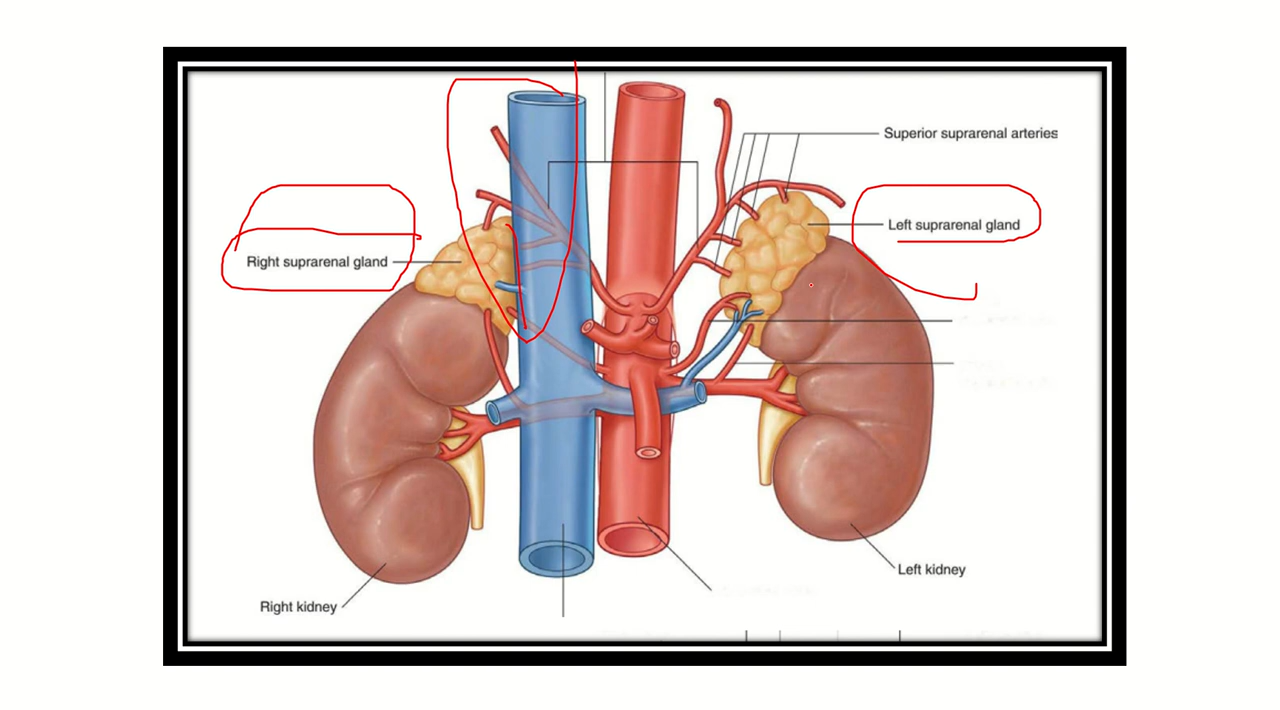 Superior suprarenal arteries
Left suprarenal gland
Right suprarenal gland
Left kidney
Right kidney